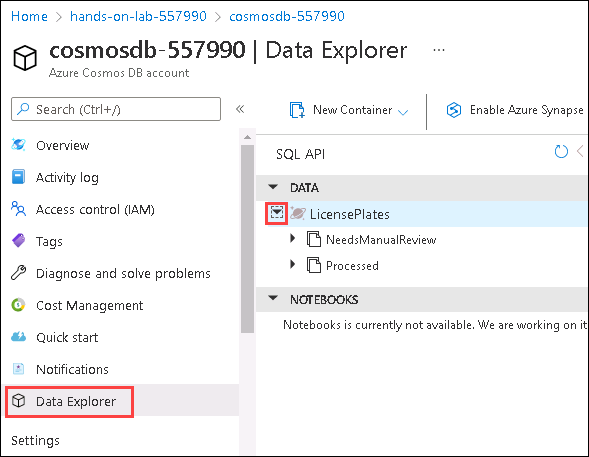 Home > hands-on-lab-557990 > cosmosdb-557990
cosmosdb-557990 | Data Explorer ...
Azure Cosmos DB account
Search (Ctrl+/) «
Overview
Activity log
Access control (IAM)
Tags
Diagnose and solve problems
Cost Management
Quick start
Notifications
Data Explorer
Settings
New Container
Enable Azure Synapse
SQL API
DATA
LicensePlates
NeedsManualReview
Processed
NOTEBOOKS
Notebooks is currently not available. We are working on it